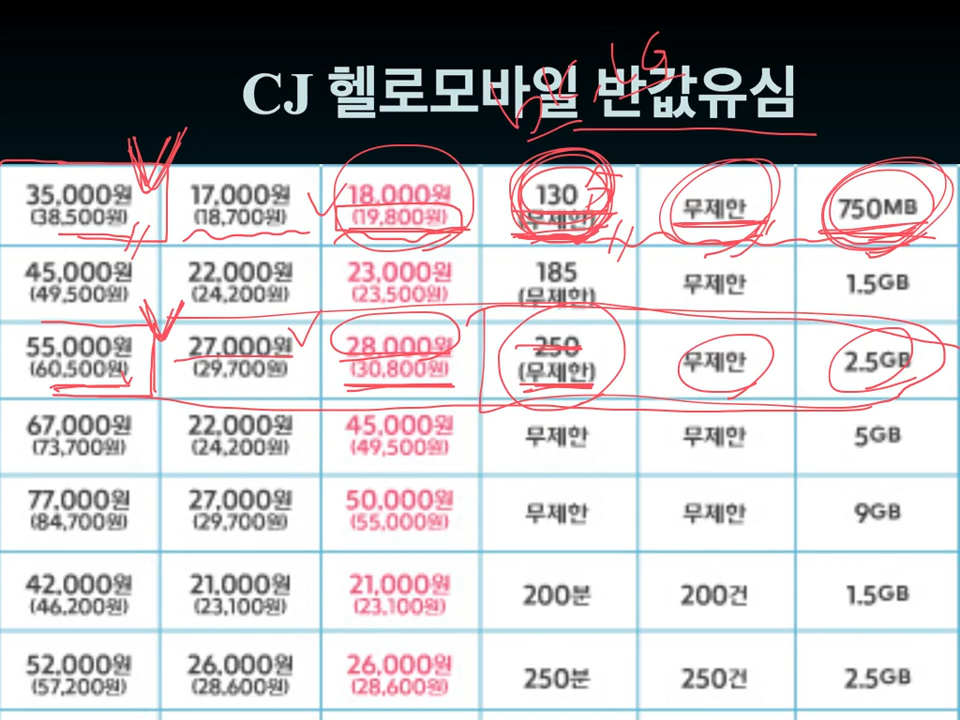 CJ 헬로모바일 반값유심
LG
35,000원 17,000원 18,000원 130 무제한 750MB
(38,500원) (18,700원) (19,800원) (무제한)
45,000원 22,000원 23,000원 185 무제한 1.5GB
(49,500원) (24,200원) (23,500원) (무제한)
55,000원 27,000원 28,000원 250 무제한 2.5GB
(60,500원) (29,700원) (30,800원) (무제한)
67,000원 22,000원 45,000원 무제한 무제한 5GB
(73,700원) (24,200원) (49,500원)
77,000원 27,000원 50,000원 무제한 무제한 9GB
(84,700원) (29,700원) (55,000원)
42,000원 21,000원 21,000원 200분 200건 1.5GB
(46,200원) (23,100원) (23,100원)
52,000원 26,000원 26,000원 250분 250건 2.5GB
(57,200원) (28,600원) (28,600원)